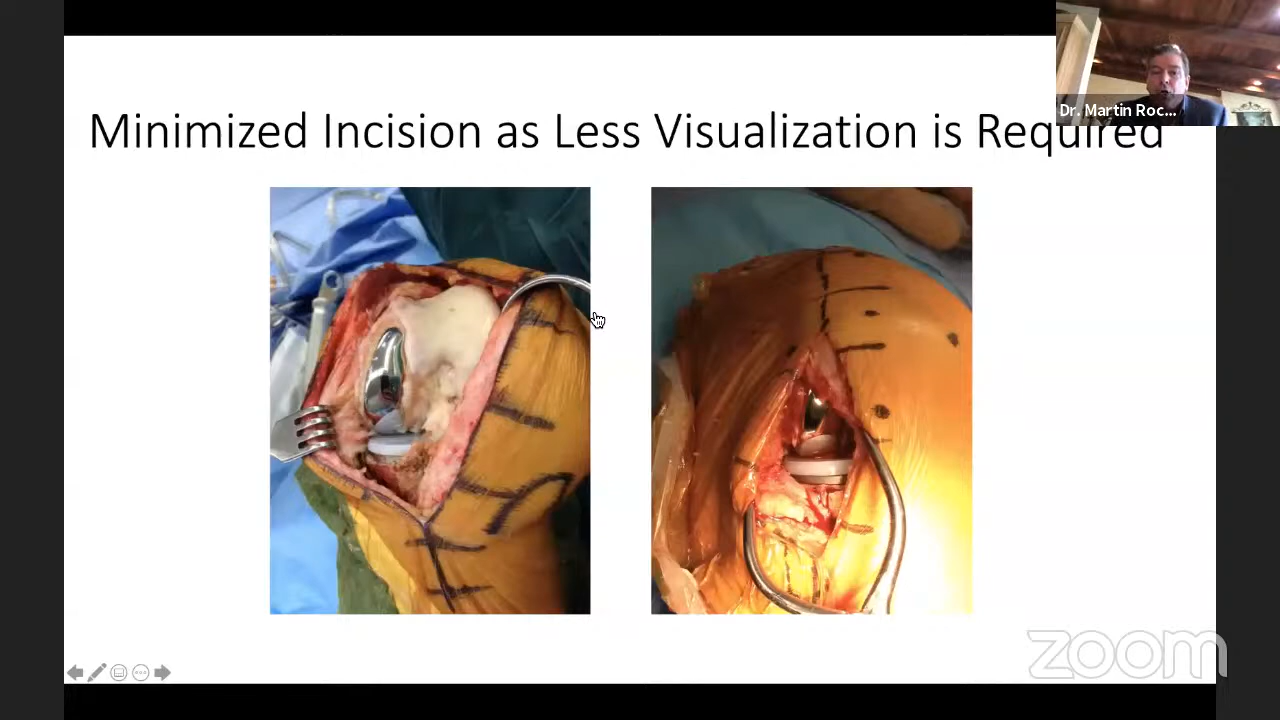 Dr. Martin Roc...
Minimized Incision as Less Visualization is Required
zoom